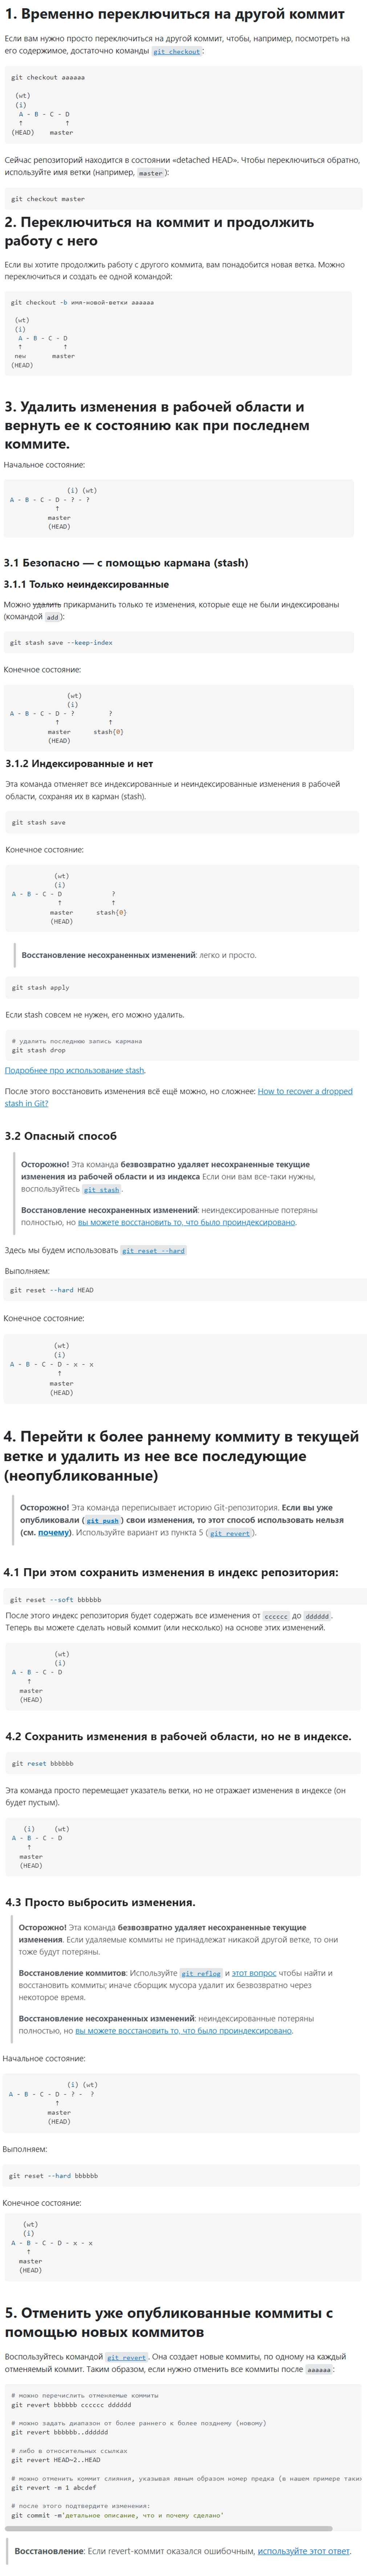 1. Временно переключиться на другой коммит
Если вам нужно просто переключиться на другой коммит, чтобы, например, посмотреть на
его содержимое, достаточно команды git checkout:
git checkout aaaaaa
(wt)
(i)
A - B - C - D
↑ ↑
(HEAD) master
Сейчас репозиторий находится в состоянии «detached HEAD». Чтобы переключиться обратно,
используйте имя ветки (например, master):
git checkout master
2. Переключиться на коммит и продолжить
работу с него
Если вы хотите продолжить работу с другого коммита, вам понадобится новая ветка. Можно
переключиться и создать ее одной командой:
git checkout -b имя-новой-ветки aaaaaa
(wt)
(i)
A - B - C - D
↑ ↑
new master
(HEAD)
3. Удалить изменения в рабочей области и
вернуть ее к состоянию как при последнем
коммите.
Начальное состояние:
(i) (wt)
A - B - C - D - ? - ?
↑
master
(HEAD)
3.1 Безопасно — с помощью кармана (stash)
3.1.1 Только неиндексированные
Можно удалить прикарманить только те изменения, которые еще не были индексированы
(командой add):
git stash save --keep-index
Конечное состояние:
(wt)
(i)
A - B - C - D - ? ?
↑ ↑
master stash{0}
(HEAD)
3.1.2 Индексированные и нет
Эта команда отменяет все индексированные и неиндексированные изменения в рабочей
области, сохраняя их в карман (stash).
git stash save
Конечное состояние:
(wt)
(i)
A - B - C - D ?
↑ ↑
master stash{0}
(HEAD)
Восстановление несохраненных изменений: легко и просто.
git stash apply
Если stash совсем не нужен, его можно удалить.
# удалить последнюю запись кармана
git stash drop
Подробнее про использование stash.
После этого восстановить изменения всё ещё можно, но сложнее: How to recover a dropped
stash in Git?
3.2 Опасный способ
Осторожно! Эта команда безвозвратно удаляет несохраненные текущие
изменения из рабочей области и из индекса Если они вам все-таки нужны,
воспользуйтесь git stash.
Восстановление несохраненных изменений: неиндексированные потеряны
полностью, но вы можете восстановить то, что было проиндексировано.
Здесь мы будем использовать git reset --hard
Выполняем:
git reset --hard HEAD
Конечное состояние:
(wt)
(i)
A - B - C - D - x - x
↑
master
(HEAD)
4. Перейти к более раннему коммиту в текущей
ветке и удалить из нее все последующие
(неопубликованные)
Осторожно! Эта команда переписывает историю Git-репозитория. Если вы уже
опубликовали (git push) свои изменения, то этот способ использовать нельзя
(см. почему). Используйте вариант из пункта 5 (git revert).
4.1 При этом сохранить изменения в индекс репозитория:
git reset --soft bbbbbb
После этого индекс репозитория будет содержать все изменения от cccccc до dddddd.
Теперь вы можете сделать новый коммит (или несколько) на основе этих изменений.
(wt)
(i)
A - B - C - D
↑
master
(HEAD)
4.2 Сохранить изменения в рабочей области, но не в индексе.
git reset bbbbbb
Эта команда просто перемещает указатель ветки, но не отражает изменения в индексе (он
будет пустым).
(i) (wt)
A - B - C - D
↑
master
(HEAD)
4.3 Просто выбросить изменения.
Осторожно! Эта команда безвозвратно удаляет несохраненные текущие
изменения. Если удаляемые коммиты не принадлежат никакой другой ветке, то они
тоже будут потеряны.
Восстановление коммитов: Используйте git reflog и этот вопрос чтобы найти и
восстановить коммиты; иначе сборщик мусора удалит их безвозвратно через
некоторое время.
Восстановление несохраненных изменений: неиндексированные потеряны
полностью, но вы можете восстановить то, что было проиндексировано.
Начальное состояние:
(i) (wt)
A - B - C - D - ? - ?
↑
master
(HEAD)
Выполняем:
git reset --hard bbbbbb
Конечное состояние:
(wt)
(i)
A - B - C - D - x - x
↑
master
(HEAD)
5. Отменить уже опубликованные коммиты с
помощью новых коммитов
Воспользуйтесь командой git revert. Она создает новые коммиты, по одному на каждый
отменяемый коммит. Таким образом, если нужно отменить все коммиты после aaaaaa:
# можно перечислить отменяемые коммиты
git revert bbbbbb cccccc dddddd
# можно задать диапазон от более раннего к более позднему (новому)
git revert bbbbbb..dddddd
# либо в относительных ссылках
git revert HEAD~2..HEAD
# можно отменить коммит слияния, указывая явным образом номер предка (в нашем примере таких
git revert -m 1 abcdef
# после этого подтвердите изменения:
git commit -m'детальное описание, что и почему сделано'
Восстановление: Если revert-коммит оказался ошибочным, используйте этот ответ.